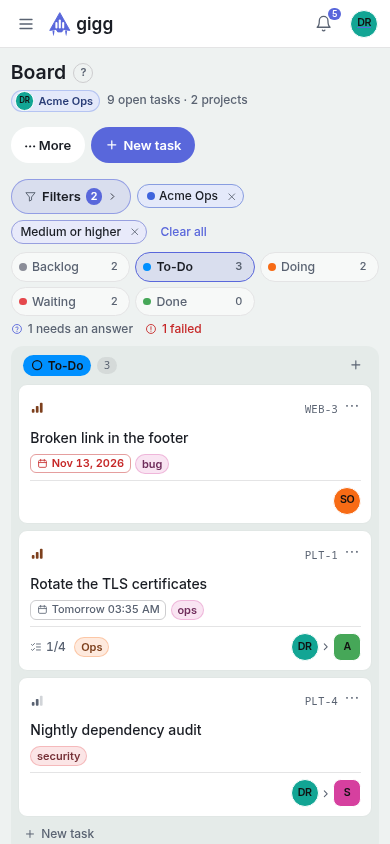 gigg
5
DR
Board ?
DR Acme Ops 9 open tasks · 2 projects
··· More + New task
Filters 2 Acme Ops ×
Medium or higher × Clear all
Backlog 2 To-Do 3 Doing 2
Waiting 2 Done 0
1 needs an answer 1 failed
To-Do 3 +
WEB-3 ···
Broken link in the footer
Nov 13, 2026 bug
SO
PLT-1 ···
Rotate the TLS certificates
Tomorrow 03:35 AM ops
1/4 Ops DR › A
PLT-4 ···
Nightly dependency audit
security
DR › S
+ New task